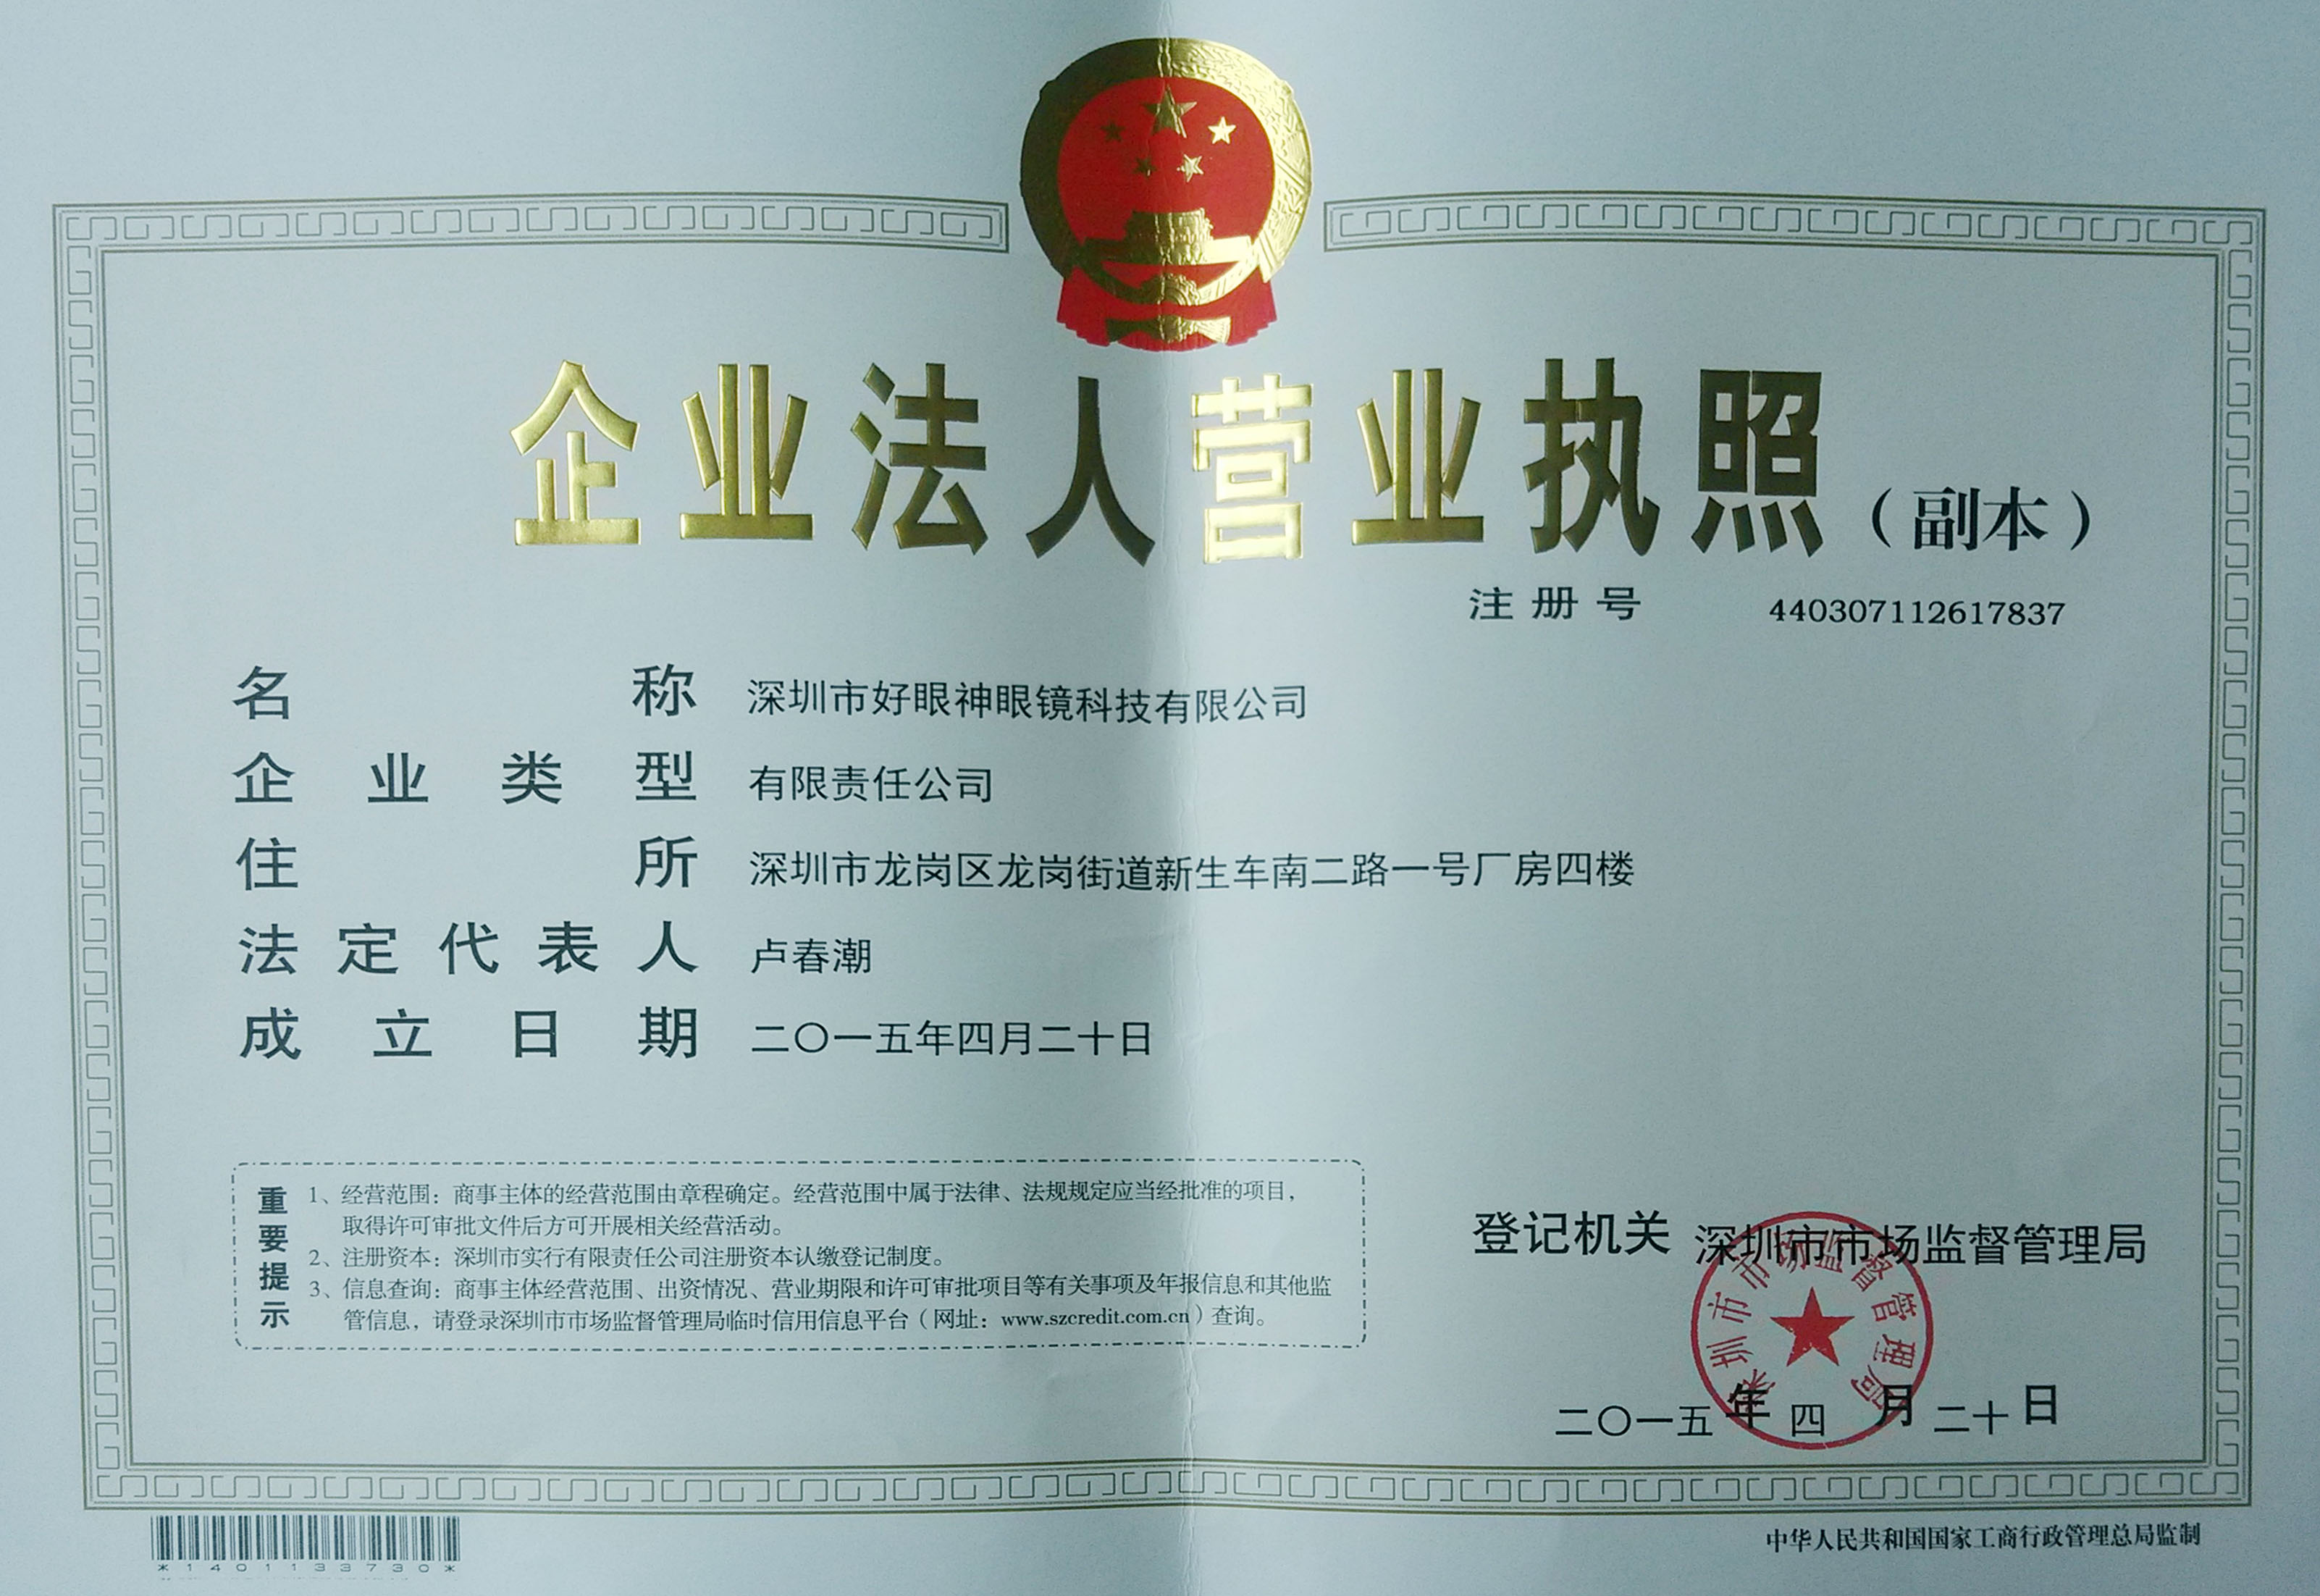 企业法人营业执照（副本）
注册号 440307112617837
名称 深圳市好眼神眼镜科技有限公司
企业类型 有限责任公司
住所 深圳市龙岗区龙岗街道新生车南二路一号厂房四楼
法定代表人 卢春潮
成立日期 二〇一五年四月二十日
重要提示
1、经营范围：商事主体的经营范围由章程确定。经营范围中属于法律、法规规定应当经批准的项目，
取得许可审批文件后方可开展相关经营活动。
2、注册资本：深圳市实行有限责任公司注册资本认缴登记制度。
3、信息查询：商事主体经营范围、出资情况、营业期限和许可审批项目等有关事项及年报信息和其他监
管信息，请登录深圳市市场监督管理局临时信用信息平台（网址：www.szcredit.com.cn）查询。
登记机关 深圳市市场监督管理局
深圳市市场监督管理局
二〇一五年四月二十日
*1401133730*
中华人民共和国国家工商行政管理总局监制